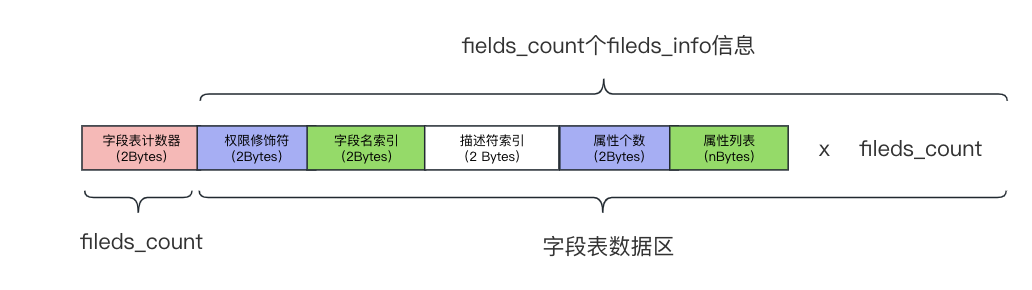 fields_count个fileds_info信息
字段表计数器
(2Bytes)
权限修饰符
(2Bytes)
字段名索引
(2Bytes)
描述符索引
(2 Bytes)
属性个数
(2Bytes)
属性列表
(nBytes)
x fileds_count
fileds_count
字段表数据区